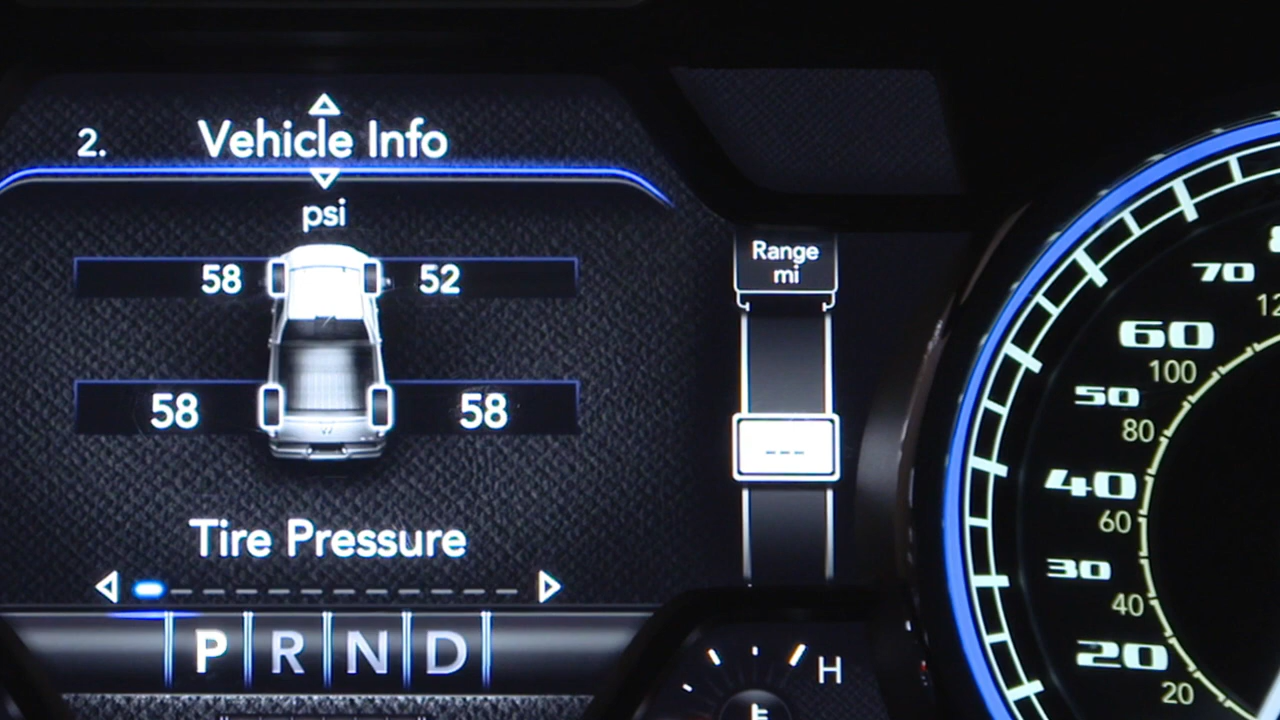 2. Vehicle Info
psi
58 52
58 58
Tire Pressure
P R N D
Range
mi
---
H
70
60
100
50
80
40
60
30
40
20
20